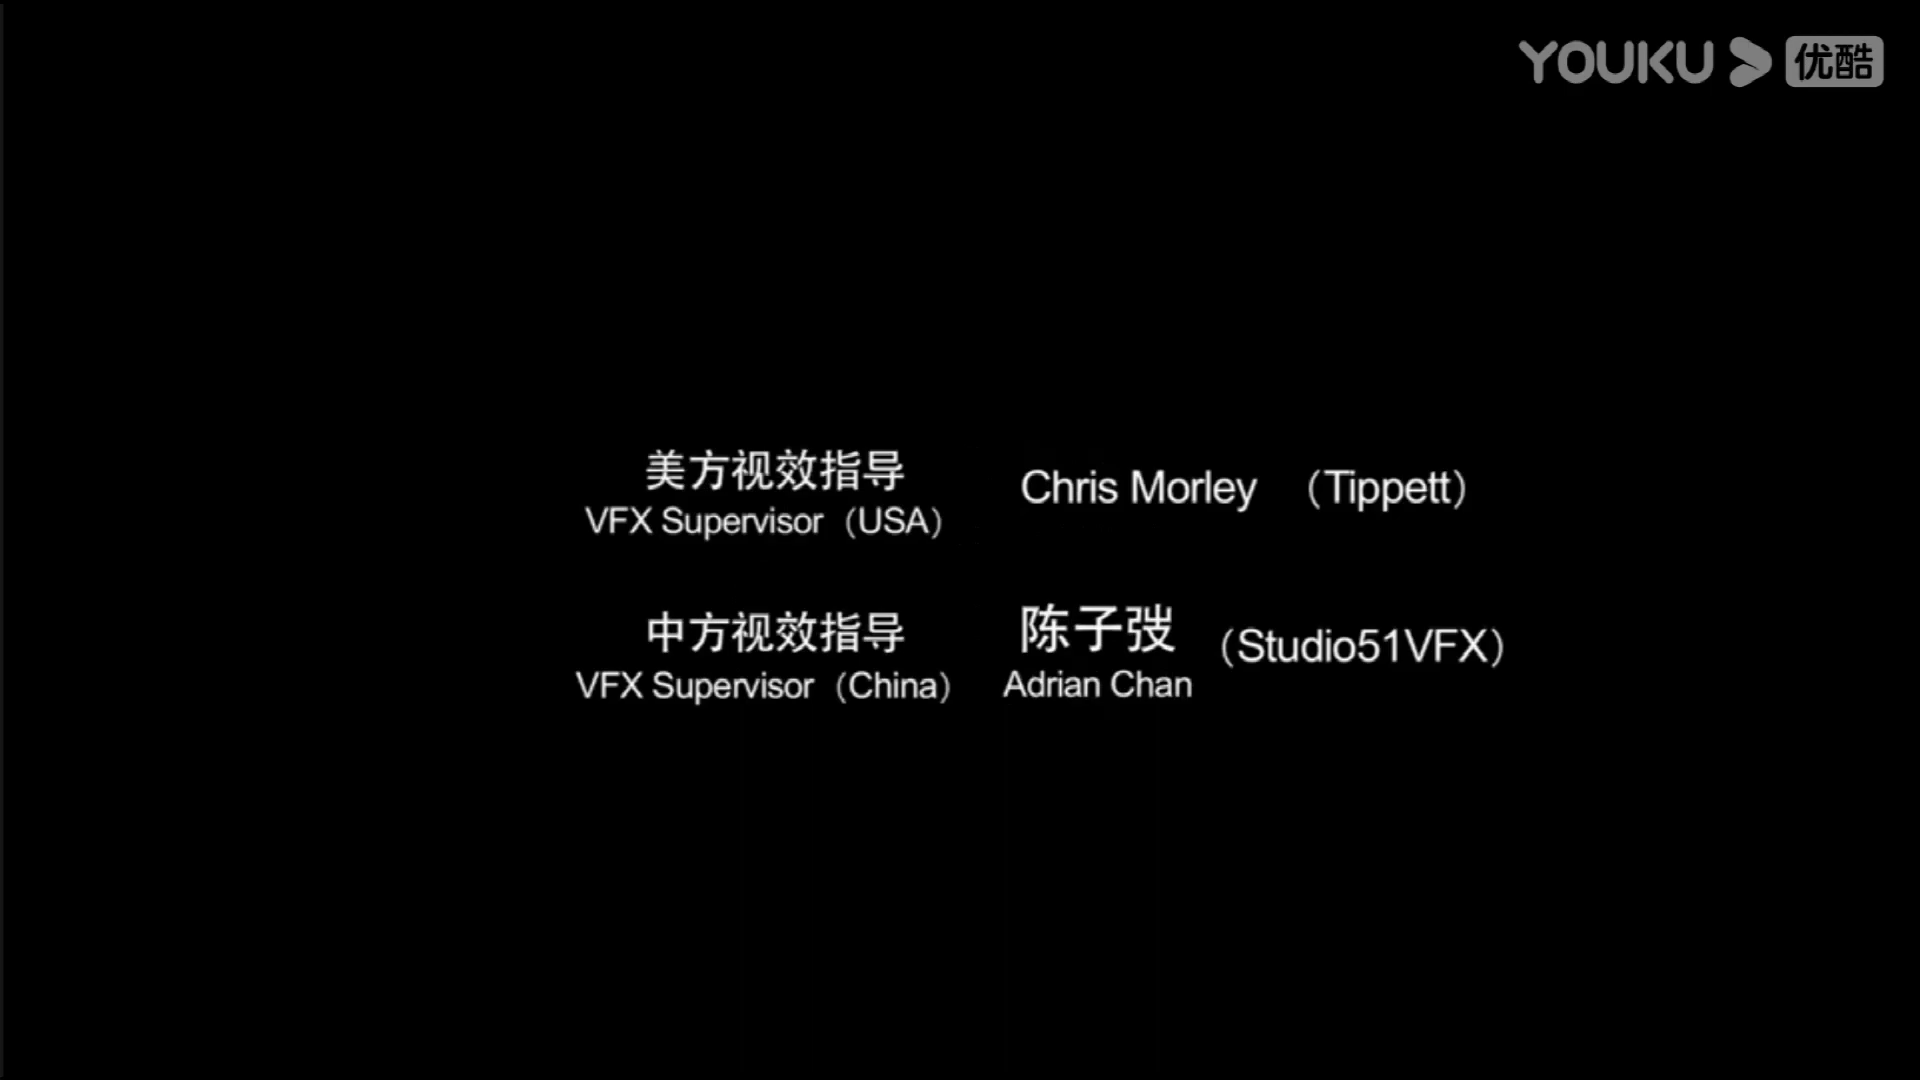 YOUKU 优酷
美方视效指导
VFX Supervisor（USA）
Chris Morley （Tippett）
中方视效指导
VFX Supervisor（China）
陈子弢
Adrian Chan
（Studio51VFX）